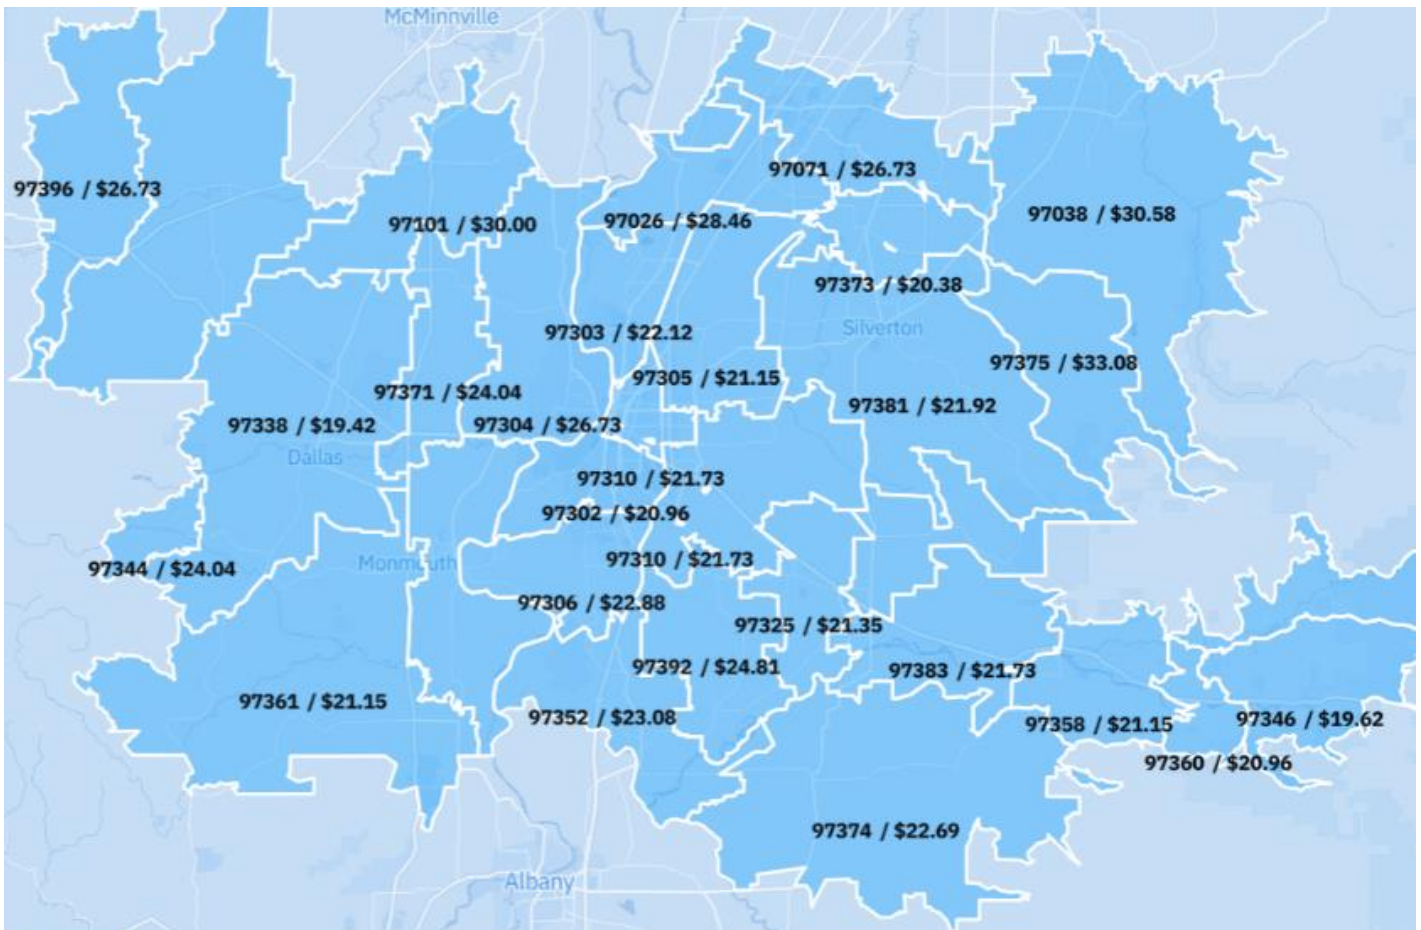 McMinnville
97071 / $26.73
97396 / $26.73
97038 / $30.58
97026 / $28.46
97101 / $30.00
97373 / $20.38
Silverton
97303 / $22.12
97375 / $33.08
97305 / $21.15
97371 / $24.04
97381 / $21.92
97338 / $19.42
97304 / $26.73
Dallas
97310 / $21.73
97302 / $20.96
97310 / $21.73
Monmouth
97344 / $24.04
97306 / $22.88
97325 / $21.35
97392 / $24.81
97383 / $21.73
97361 / $21.15
97352 / $23.08
97346 / $19.62
97358 / $21.15
97360 / $20.96
97374 / $22.69
Albany